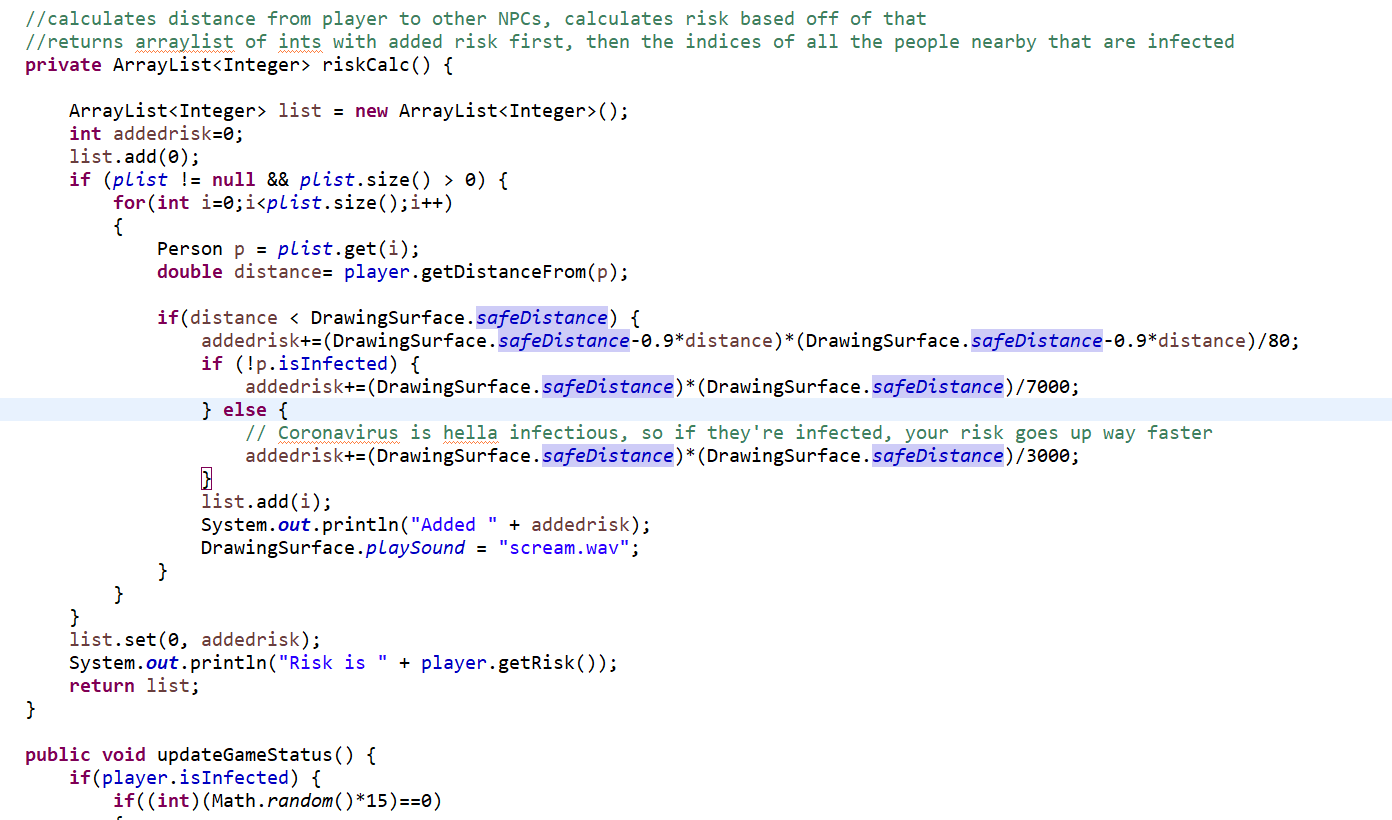 //calculates distance from player to other NPCs, calculates risk based off of that
//returns arraylist of ints with added risk first, then the indices of all the people nearby that are infected
private ArrayList<Integer> riskCalc() {
ArrayList<Integer> list = new ArrayList<Integer>();
int addedrisk=0;
list.add(0);
if (plist != null && plist.size() > 0) {
for(int i=0;i<plist.size();i++)
{
Person p = plist.get(i);
double distance= player.getDistanceFrom(p);
if(distance < DrawingSurface.safeDistance) {
addedrisk+=(DrawingSurface.safeDistance-0.9*distance)*(DrawingSurface.safeDistance-0.9*distance)/80;
if (!p.isInfected) {
addedrisk+=(DrawingSurface.safeDistance)*(DrawingSurface.safeDistance)/7000;
} else {
// Coronavirus is hella infectious, so if they're infected, your risk goes up way faster
addedrisk+=(DrawingSurface.safeDistance)*(DrawingSurface.safeDistance)/3000;
}
list.add(i);
System.out.println("Added " + addedrisk);
DrawingSurface.playSound = "scream.wav";
}
}
}
list.set(0, addedrisk);
System.out.println("Risk is " + player.getRisk());
return list;
}
public void updateGameStatus() {
if(player.isInfected) {
if((int)(Math.random()*15)==0)